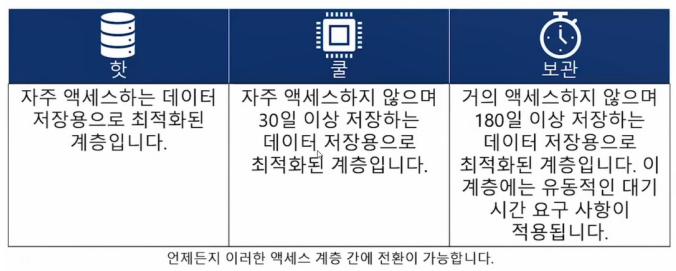 핫
쿨
보관
자주 액세스하는 데이터
저장용으로 최적화된
계층입니다.
자주 액세스하지 않으며
30일 이상 저장하는
데이터 저장용으로
최적화된 계층입니다.
거의 액세스하지 않으며
180일 이상 저장하는
데이터 저장용으로
최적화된 계층입니다. 이
계층에는 유동적인 대기
시간 요구 사항이
적용됩니다.
언제든지 이러한 액세스 계층 간에 전환이 가능합니다.